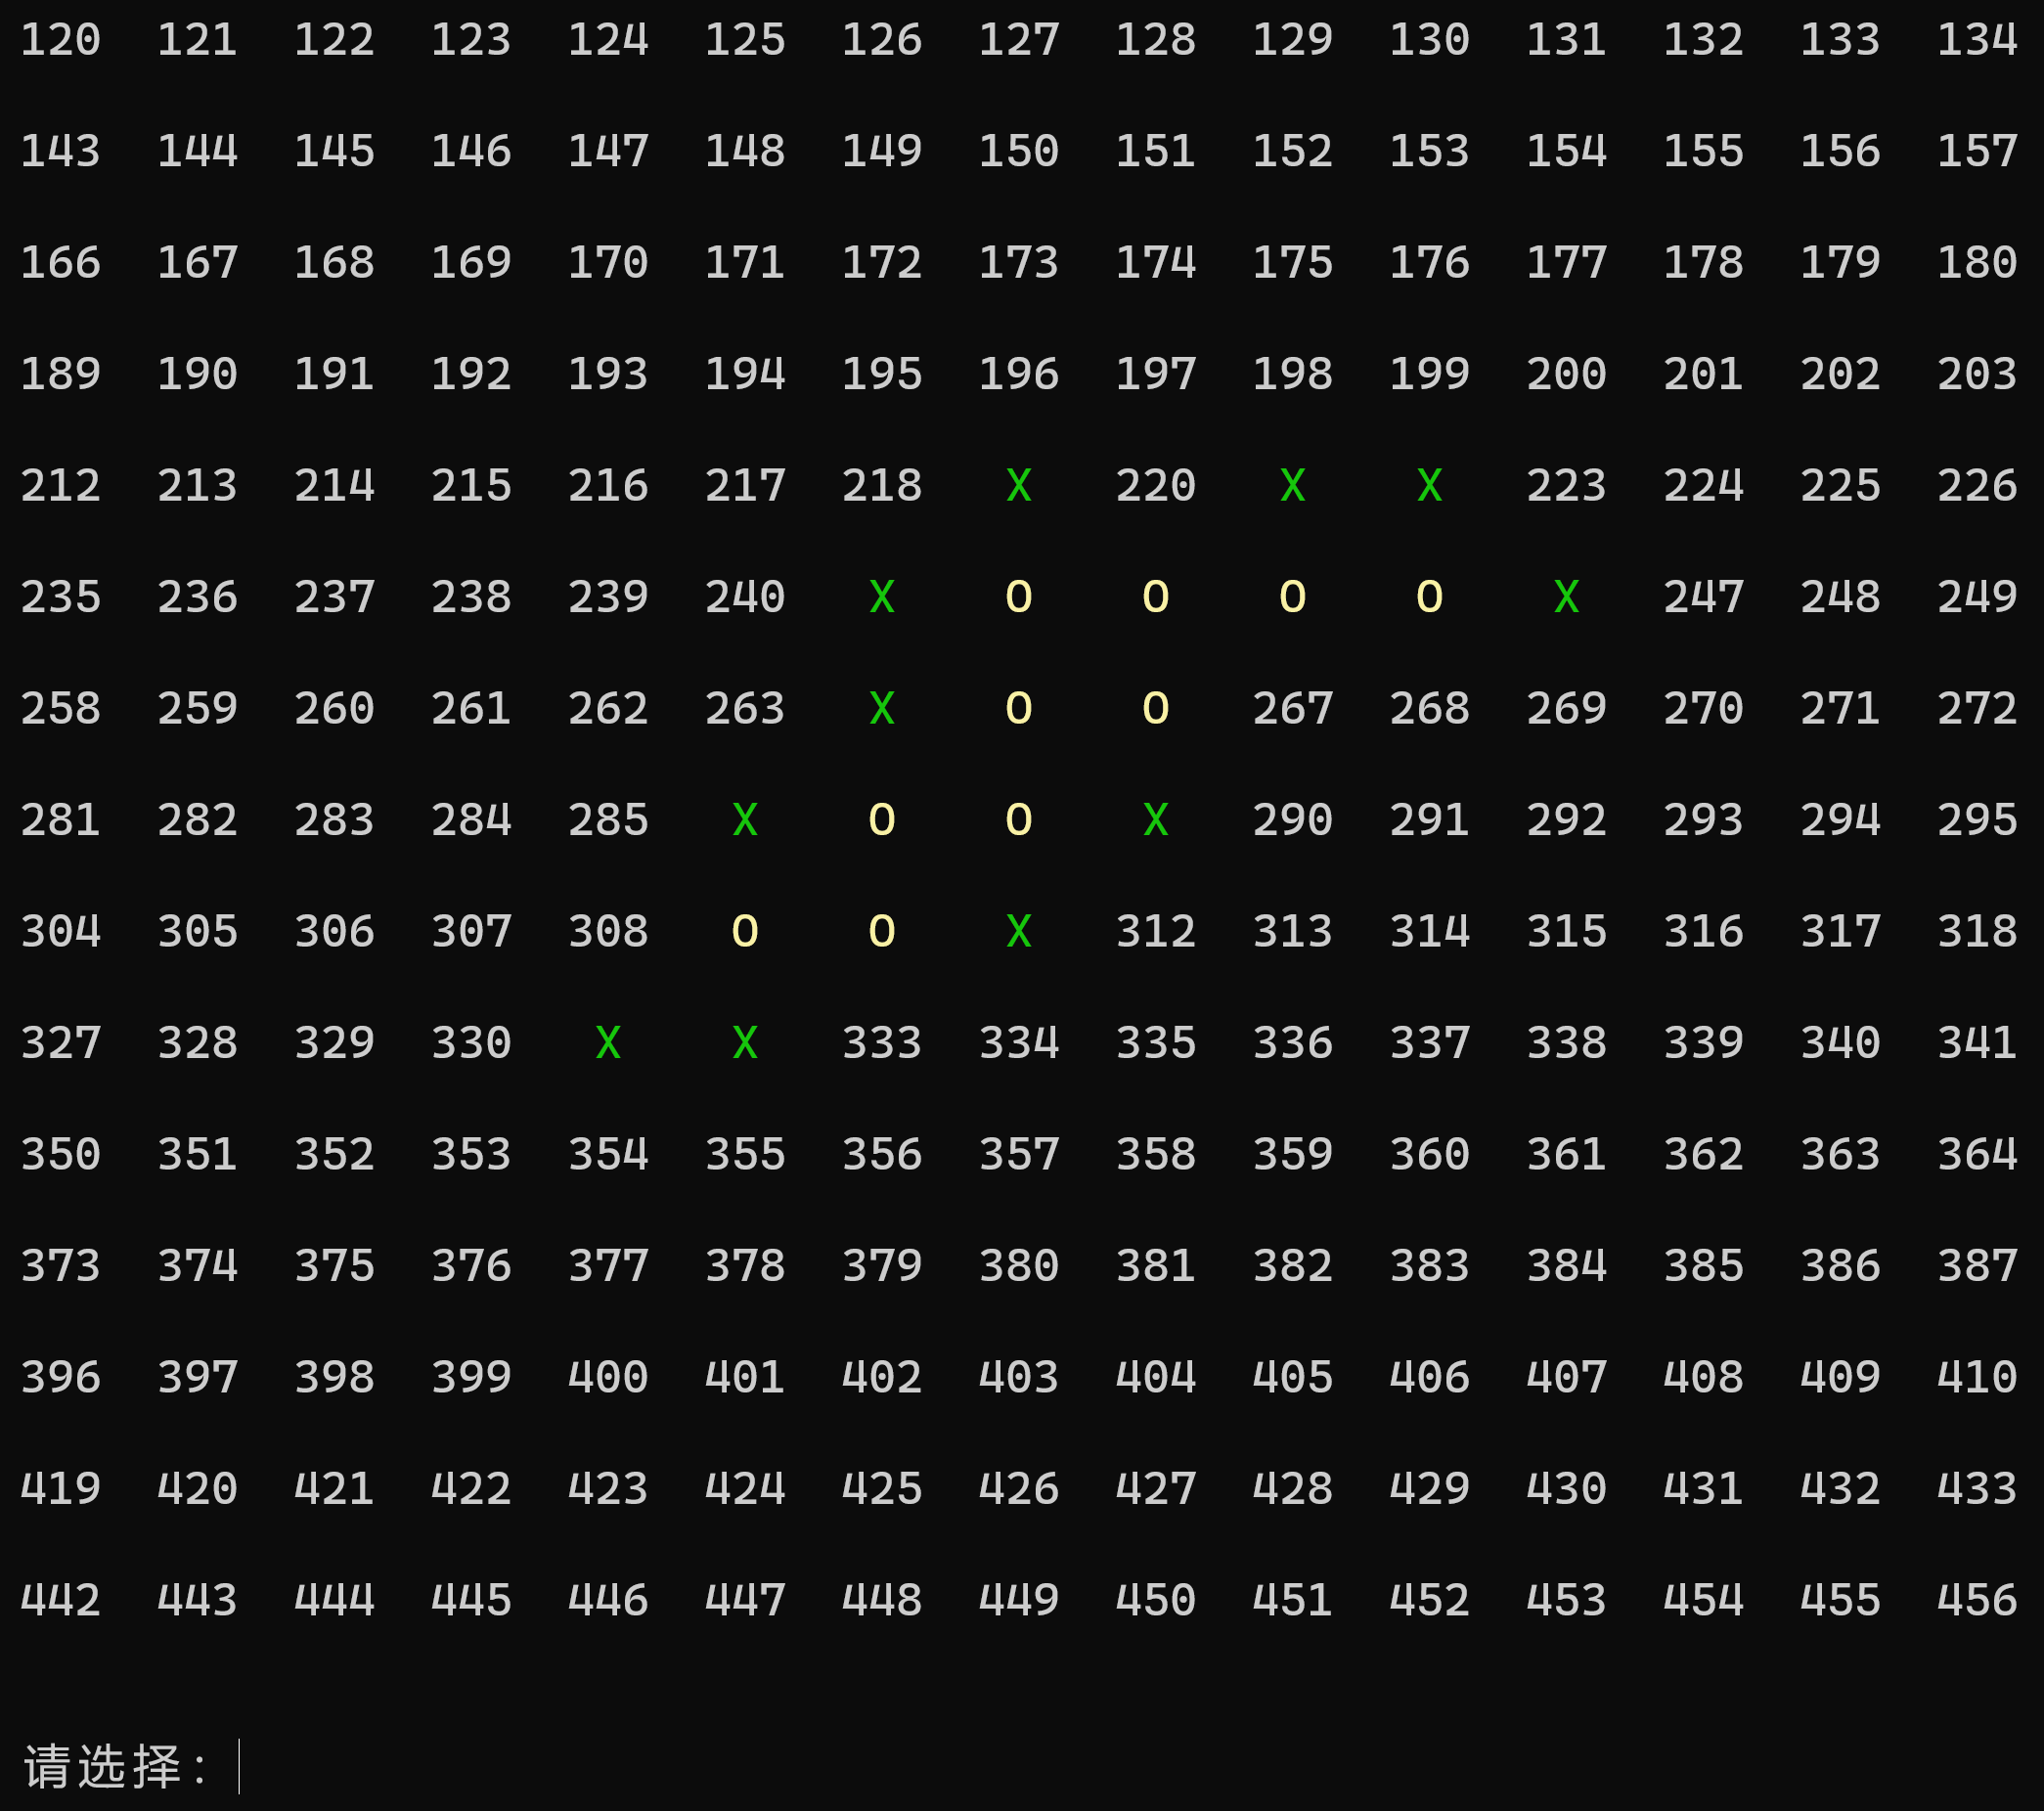 120 121 122 123 124 125 126 127 128 129 130 131 132 133 134
143 144 145 146 147 148 149 150 151 152 153 154 155 156 157
166 167 168 169 170 171 172 173 174 175 176 177 178 179 180
189 190 191 192 193 194 195 196 197 198 199 200 201 202 203
212 213 214 215 216 217 218 X 220 X X 223 224 225 226
235 236 237 238 239 240 X O O O O X 247 248 249
258 259 260 261 262 263 X O O 267 268 269 270 271 272
281 282 283 284 285 X O O X 290 291 292 293 294 295
304 305 306 307 308 O O X 312 313 314 315 316 317 318
327 328 329 330 X X 333 334 335 336 337 338 339 340 341
350 351 352 353 354 355 356 357 358 359 360 361 362 363 364
373 374 375 376 377 378 379 380 381 382 383 384 385 386 387
396 397 398 399 400 401 402 403 404 405 406 407 408 409 410
419 420 421 422 423 424 425 426 427 428 429 430 431 432 433
442 443 444 445 446 447 448 449 450 451 452 453 454 455 456
请选择: